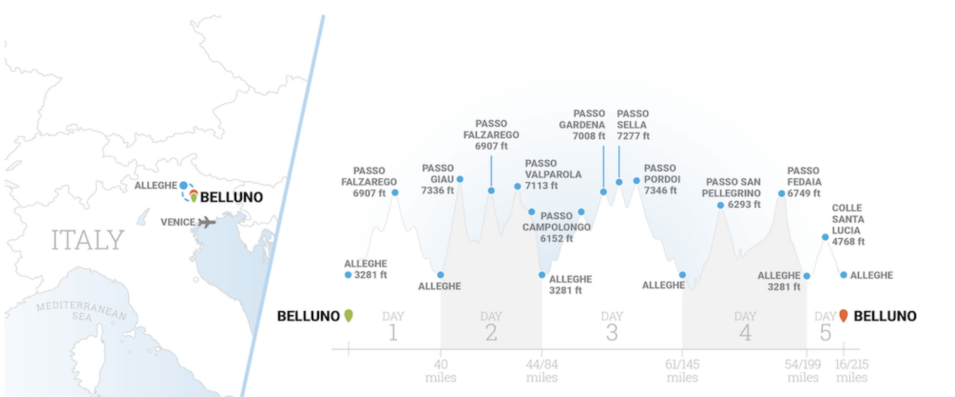 ALLEGHE
BELLUNO
VENICE
ITALY
MEDITERRANEAN
SEA
PASSO
FALZAREGO
6907 ft
PASSO
GIAU
7336 ft
PASSO
FALZAREGO
6907 ft
PASSO
VALPAROLA
7113 ft
PASSO
CAMPOLONGO
6152 ft
PASSO
GARDENA
7008 ft
PASSO
SELLA
7277 ft
PASSO
PORDOI
7346 ft
PASSO SAN
PELLEGRINO
6293 ft
PASSO
FEDAIA
6749 ft
COLLE
SANTA
LUCIA
4768 ft
ALLEGHE
3281 ft
ALLEGHE
ALLEGHE
3281 ft
ALLEGHE
ALLEGHE
3281 ft
ALLEGHE
BELLUNO
DAY
1
DAY
2
DAY
3
DAY
4
DAY
5
BELLUNO
40
miles
44/84
miles
61/145
miles
54/199
miles
16/215
miles